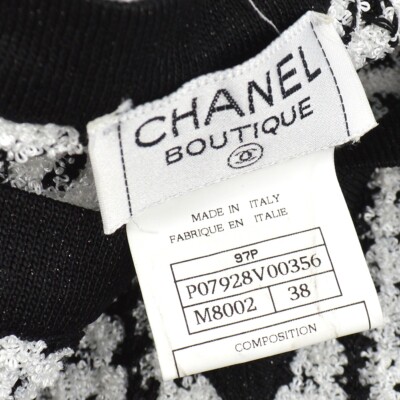 CHANEL
BOUTIQUE
MADE IN ITALY
FABRIQUE EN ITALIE
97P
P07928V00356
M8002 38
COMPOSITION